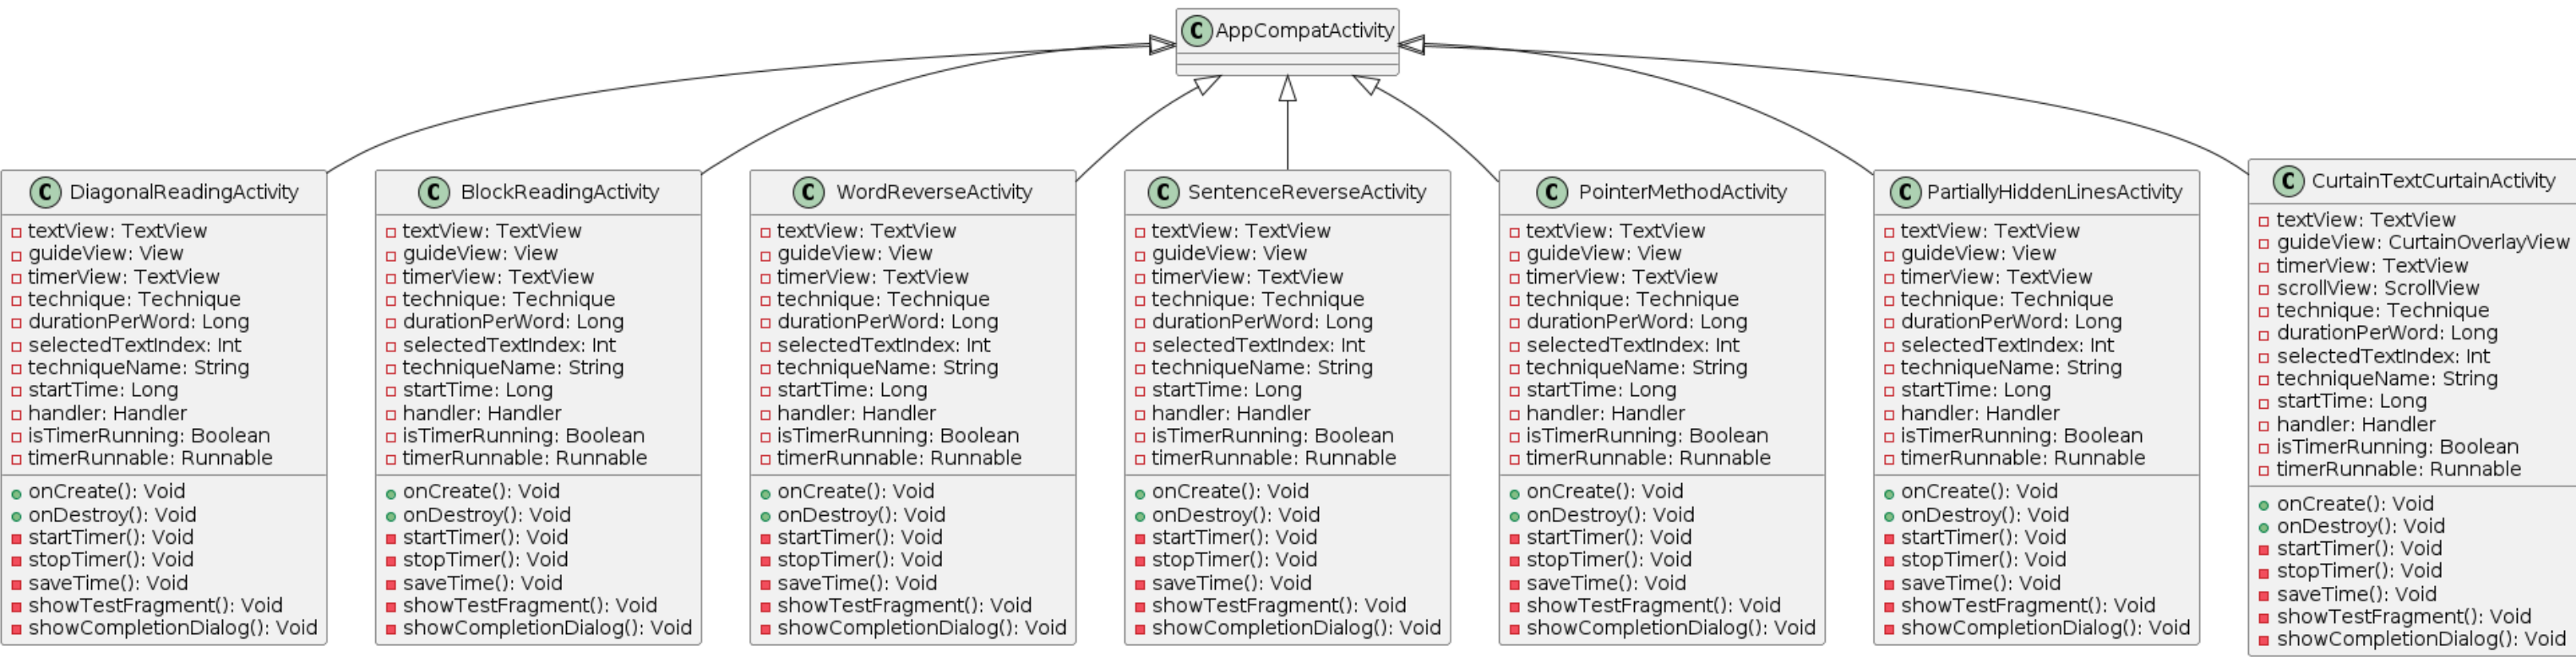 C AppCompatActivity
C DiagonalReadingActivity
textView: TextView
guideView: View
timerView: TextView
technique: Technique
durationPerWord: Long
selectedTextIndex: Int
techniqueName: String
startTime: Long
handler: Handler
isTimerRunning: Boolean
timerRunnable: Runnable
onCreate(): Void
onDestroy(): Void
startTimer(): Void
stopTimer(): Void
saveTime(): Void
showTestFragment(): Void
showCompletionDialog(): Void
C BlockReadingActivity
textView: TextView
guideView: View
timerView: TextView
technique: Technique
durationPerWord: Long
selectedTextIndex: Int
techniqueName: String
startTime: Long
handler: Handler
isTimerRunning: Boolean
timerRunnable: Runnable
onCreate(): Void
onDestroy(): Void
startTimer(): Void
stopTimer(): Void
saveTime(): Void
showTestFragment(): Void
showCompletionDialog(): Void
C WordReverseActivity
textView: TextView
guideView: View
timerView: TextView
technique: Technique
durationPerWord: Long
selectedTextIndex: Int
techniqueName: String
startTime: Long
handler: Handler
isTimerRunning: Boolean
timerRunnable: Runnable
onCreate(): Void
onDestroy(): Void
startTimer(): Void
stopTimer(): Void
saveTime(): Void
showTestFragment(): Void
showCompletionDialog(): Void
C SentenceReverseActivity
textView: TextView
guideView: View
timerView: TextView
technique: Technique
durationPerWord: Long
selectedTextIndex: Int
techniqueName: String
startTime: Long
handler: Handler
isTimerRunning: Boolean
timerRunnable: Runnable
onCreate(): Void
onDestroy(): Void
startTimer(): Void
stopTimer(): Void
saveTime(): Void
showTestFragment(): Void
showCompletionDialog(): Void
C PointerMethodActivity
textView: TextView
guideView: View
timerView: TextView
technique: Technique
durationPerWord: Long
selectedTextIndex: Int
techniqueName: String
startTime: Long
handler: Handler
isTimerRunning: Boolean
timerRunnable: Runnable
onCreate(): Void
onDestroy(): Void
startTimer(): Void
stopTimer(): Void
saveTime(): Void
showTestFragment(): Void
showCompletionDialog(): Void
C PartiallyHiddenLinesActivity
textView: TextView
guideView: View
timerView: TextView
technique: Technique
durationPerWord: Long
selectedTextIndex: Int
techniqueName: String
startTime: Long
handler: Handler
isTimerRunning: Boolean
timerRunnable: Runnable
onCreate(): Void
onDestroy(): Void
startTimer(): Void
stopTimer(): Void
saveTime(): Void
showTestFragment(): Void
showCompletionDialog(): Void
C CurtainTextCurtainActivity
textView: TextView
guideView: CurtainOverlayView
timerView: TextView
scrollView: ScrollView
technique: Technique
durationPerWord: Long
selectedTextIndex: Int
techniqueName: String
startTime: Long
handler: Handler
isTimerRunning: Boolean
timerRunnable: Runnable
onCreate(): Void
onDestroy(): Void
startTimer(): Void
stopTimer(): Void
saveTime(): Void
showTestFragment(): Void
showCompletionDialog(): Void